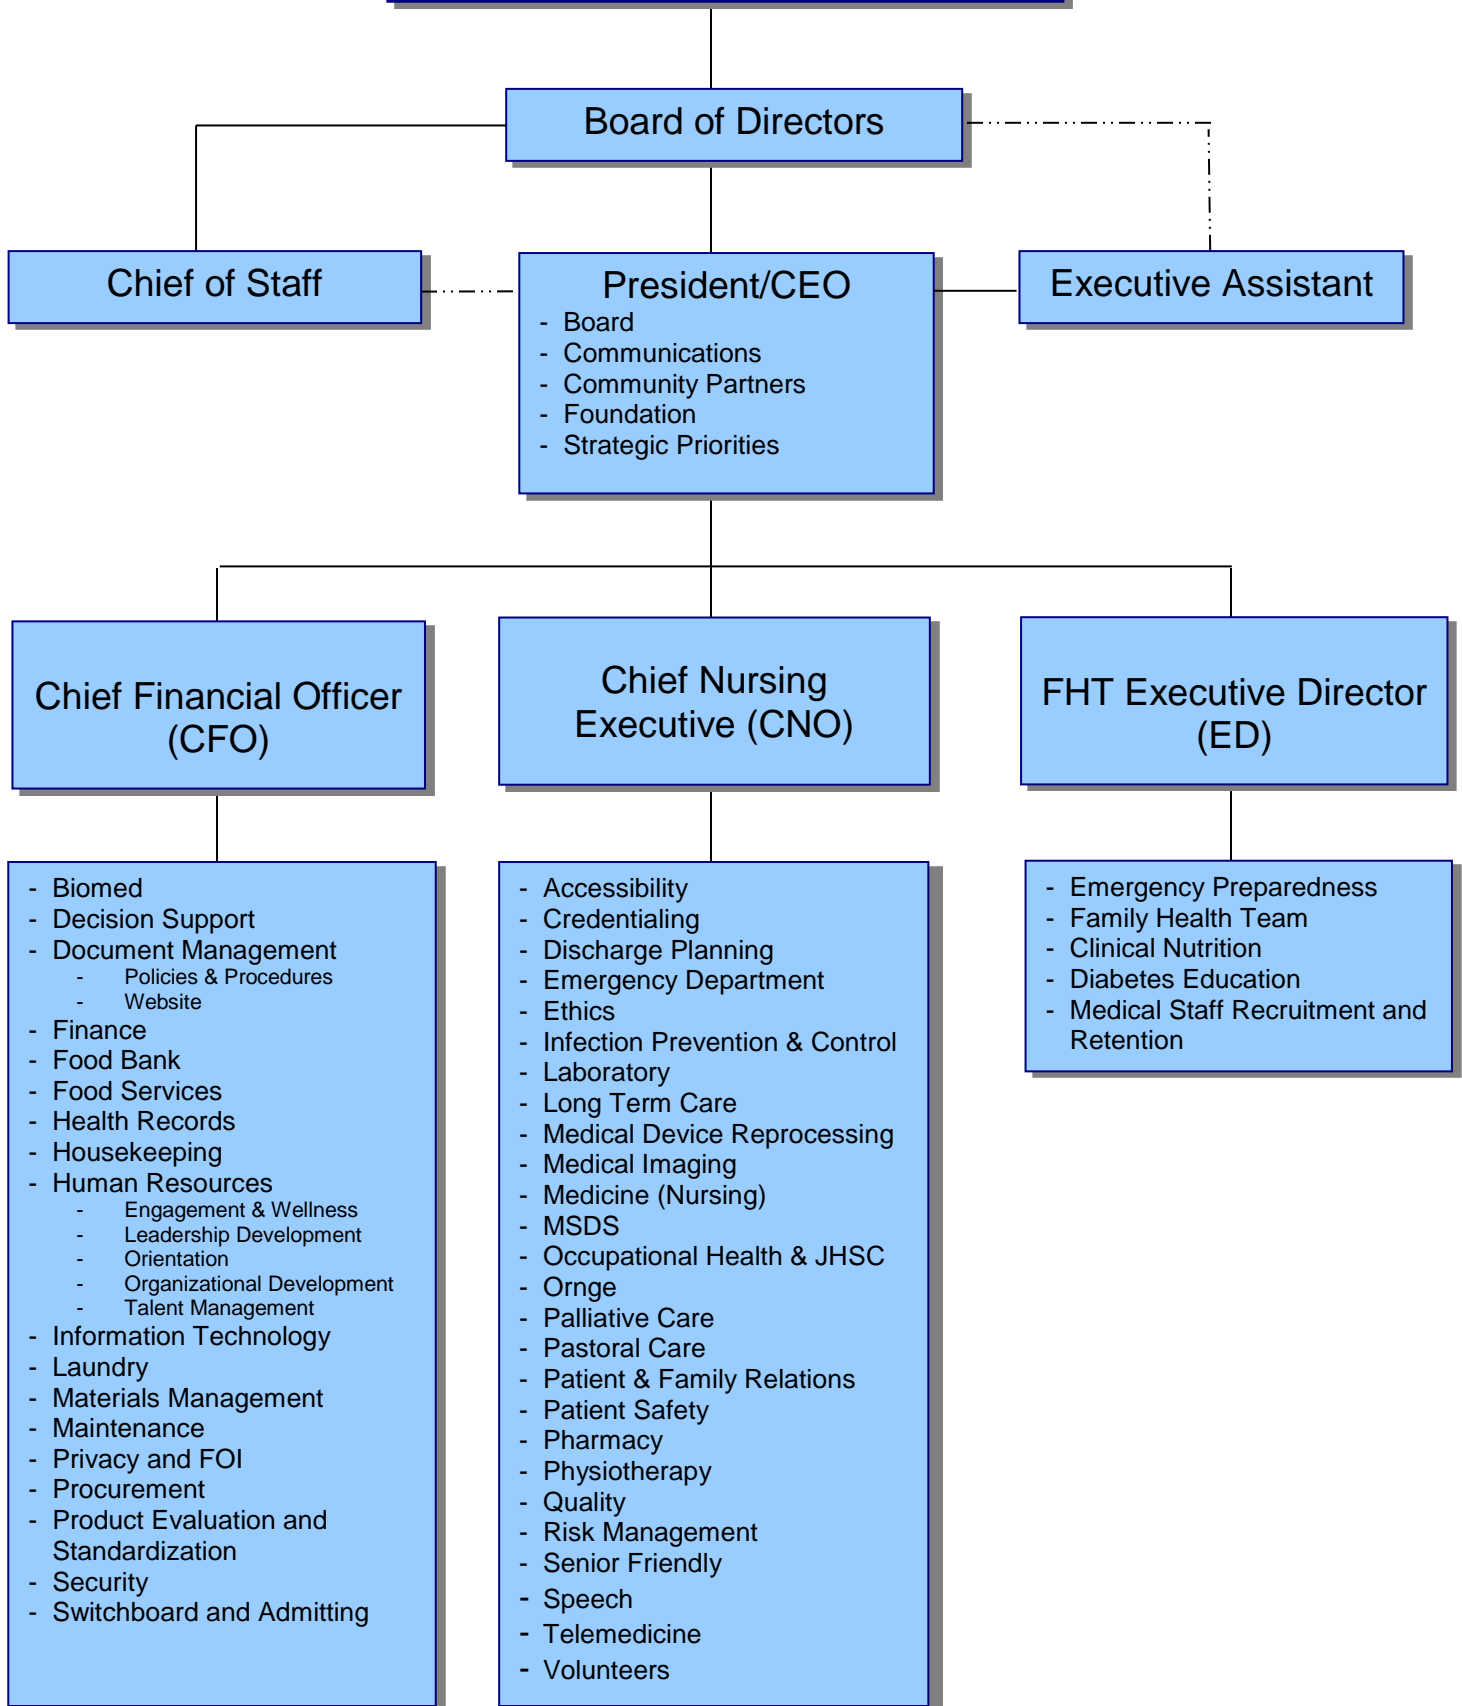 Board of Directors
Chief of Staff
President/CEO
- Board
- Communications
- Community Partners
- Foundation
- Strategic Priorities
Executive Assistant
Chief Financial Officer
(CFO)
Chief Nursing
Executive (CNO)
FHT Executive Director
(ED)
- Biomed
- Decision Support
- Document Management
- Policies & Procedures
- Website
- Finance
- Food Bank
- Food Services
- Health Records
- Housekeeping
- Human Resources
- Engagement & Wellness
- Leadership Development
- Orientation
- Organizational Development
- Talent Management
- Information Technology
- Laundry
- Materials Management
- Maintenance
- Privacy and FOI
- Procurement
- Product Evaluation and
Standardization
- Security
- Switchboard and Admitting
- Accessibility
- Credentialing
- Discharge Planning
- Emergency Department
- Ethics
- Infection Prevention & Control
- Laboratory
- Long Term Care
- Medical Device Reprocessing
- Medical Imaging
- Medicine (Nursing)
- MSDS
- Occupational Health & JHSC
- Ornge
- Palliative Care
- Pastoral Care
- Patient & Family Relations
- Patient Safety
- Pharmacy
- Physiotherapy
- Quality
- Risk Management
- Senior Friendly
- Speech
- Telemedicine
- Volunteers
- Emergency Preparedness
- Family Health Team
- Clinical Nutrition
- Diabetes Education
- Medical Staff Recruitment and
Retention